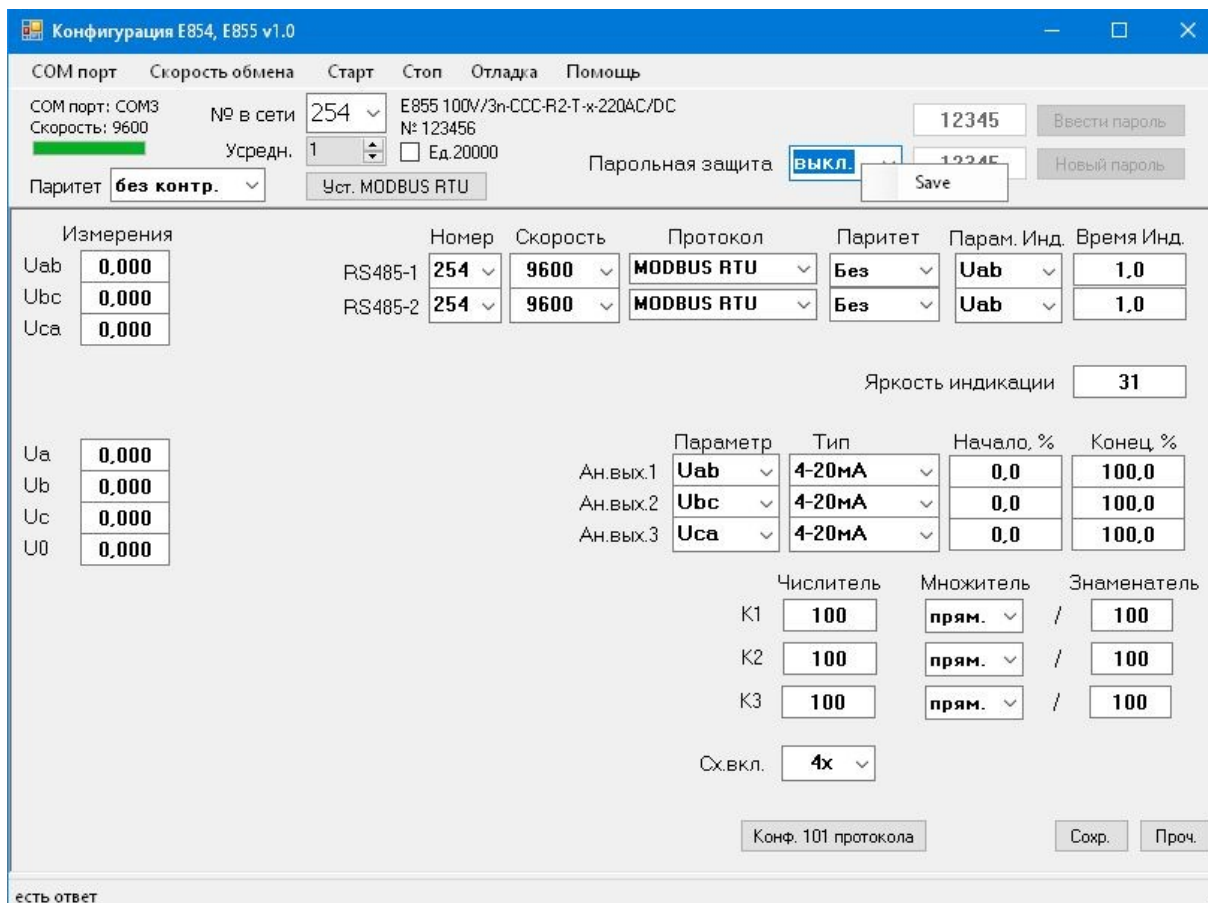 Конфигурация E854, E855 v1.0
COM порт Скорость обмена Старт Стоп Отладка Помощь
COM порт: COM3
Скорость: 9600
№ в сети 254
E855 100V/3п-CCC-R2-T-x-220AC/DC
№ 123456
12345 Ввести пароль
Усредн. 1 Ед.20000
Парольная защита выкл. 12345 Новый пароль
Save
Паритет без контр. Уст. MODBUS RTU
Измерения Номер Скорость Протокол Паритет Парам. Инд. Время Инд.
Uab 0,000 RS485-1 254 9600 MODBUS RTU Без Uab 1,0
Ubc 0,000 RS485-2 254 9600 MODBUS RTU Без Uab 1,0
Uca 0,000
Яркость индикации 31
Параметр Тип Начало, % Конец, %
Ua 0,000 Ан.вых.1 Uab 4-20мА 0,0 100,0
Ub 0,000 Ан.вых.2 Ubc 4-20мА 0,0 100,0
Uc 0,000 Ан.вых.3 Uca 4-20мА 0,0 100,0
U0 0,000
Числитель Множитель Знаменатель
K1 100 прям. / 100
K2 100 прям. / 100
K3 100 прям. / 100
Сх.вкл. 4x
Конф. 101 протокола Сохр. Проч.
есть ответ